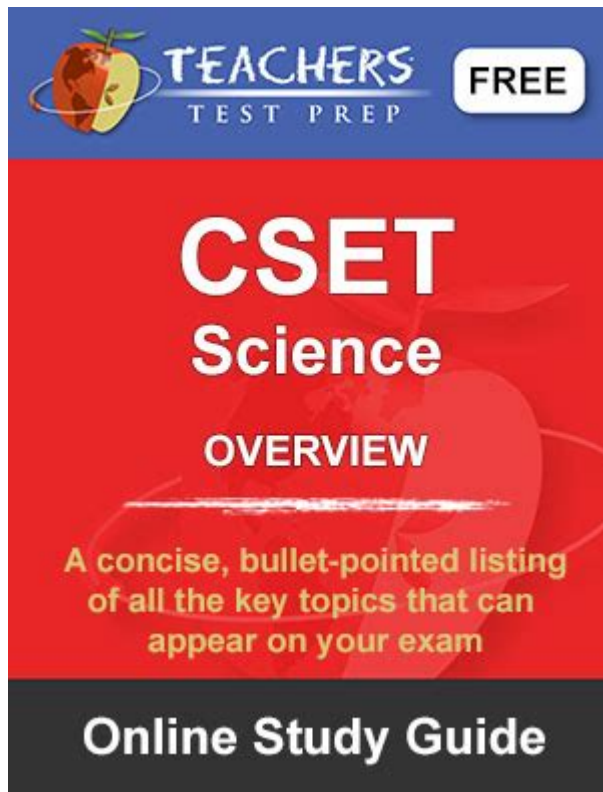 TEACHERS
TEST PREP
FREE
CSET
Science
OVERVIEW
A concise, bullet-pointed listing
of all the key topics that can
appear on your exam
Online Study Guide